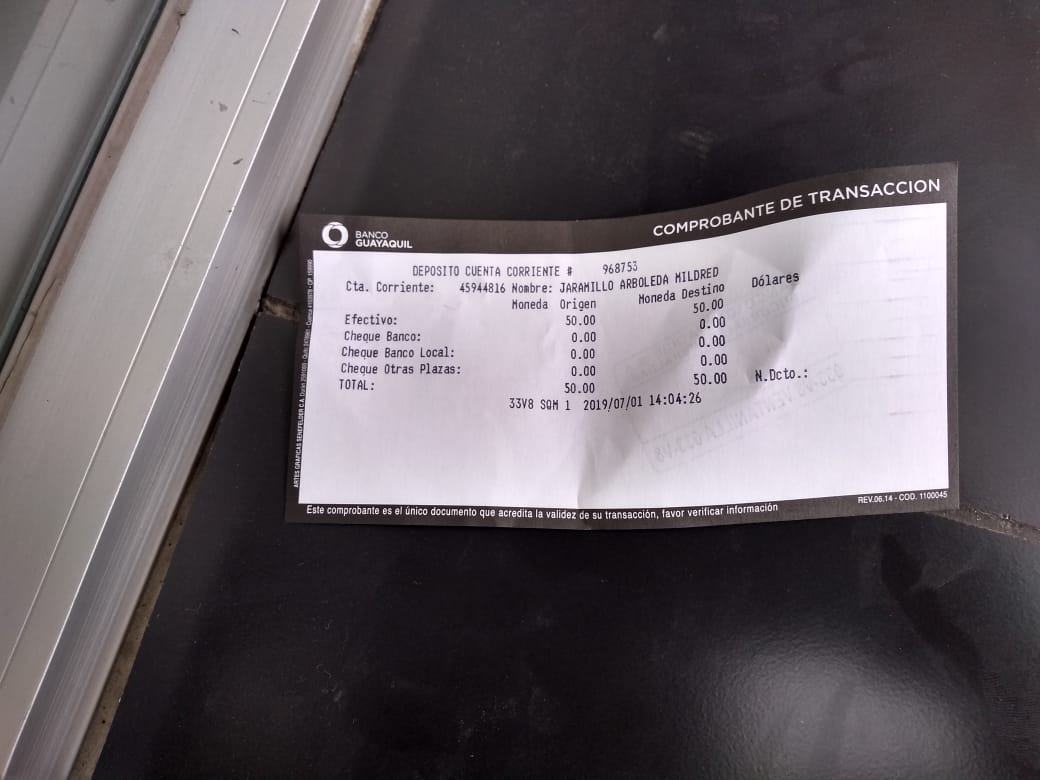 BANCO
GUAYAQUIL
COMPROBANTE DE TRANSACCION
DEPOSITO CUENTA CORRIENTE # 968753
Cta. Corriente: 45944816 Nombre: JARAMILLO ARBOLEDA MILDRED
Moneda Origen Moneda Destino Dólares
Efectivo: 50.00 50.00
Cheque Banco: 0.00 0.00
Cheque Banco Local: 0.00 0.00
Cheque Otras Plazas: 0.00 0.00
TOTAL: 50.00 50.00 N.Dcto.:
33V8 SQM 1 2019/07/01 14:04:26
Este comprobante es el único documento que acredita la validez de su transacción, favor verificar información
REV.06.14 - COD. 1100045
ARTES GRAFICAS SENEFELDER C.A.